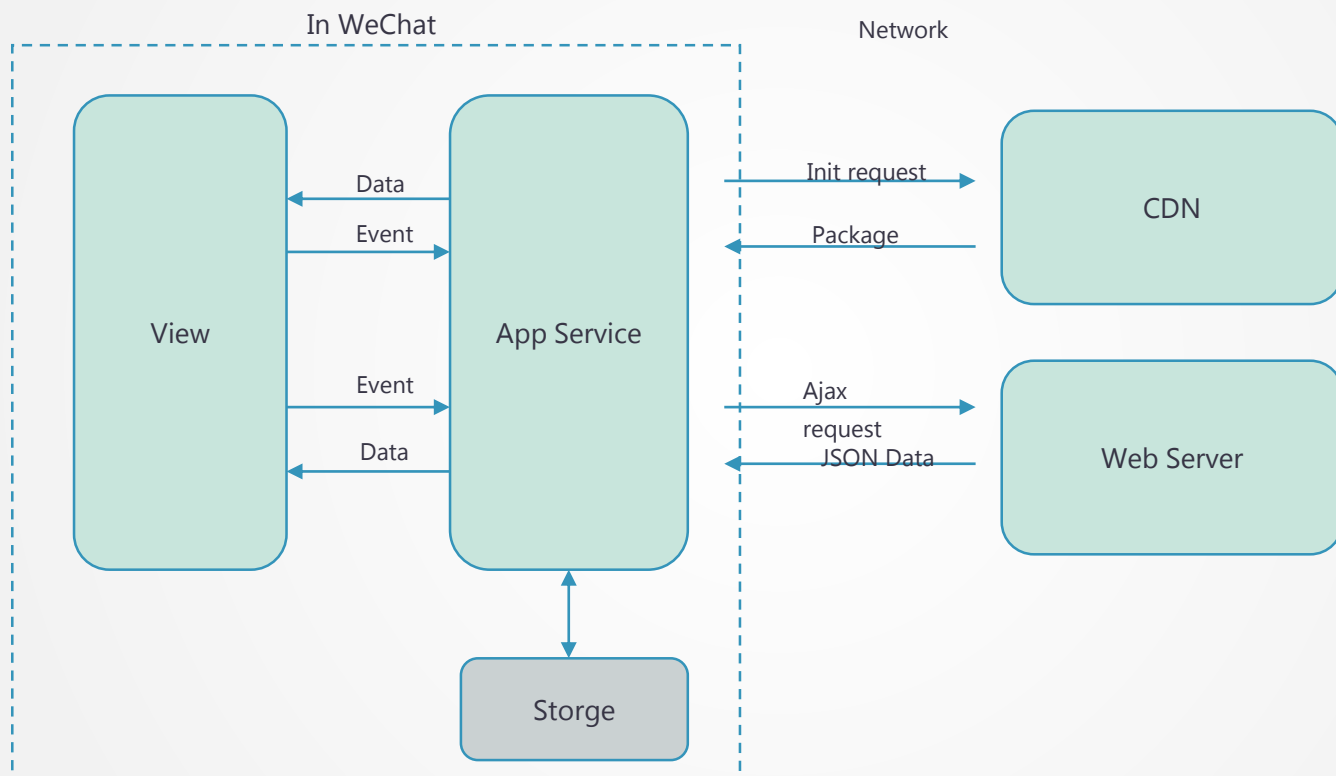 In WeChat
Network
Data
Event
View
App Service
Event
Data
Init request
Package
CDN
Ajax
request
JSON Data
Web Server
Storge